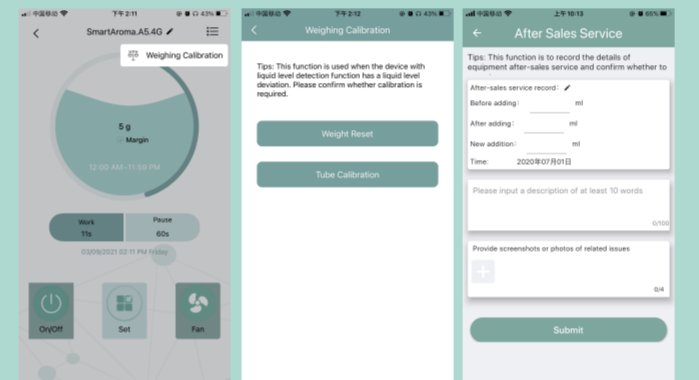 中国移动
下午2:11
43%
SmartAroma.A5.4G
Weighing Calibration
5 g
Margin
12:00 AM-11:59 PM
Work
11s
Pause
60s
03/09/2021 02:11 PM Friday
On/Off
Set
Fan
中国移动
下午2:12
43%
Weighing Calibration
Tips: This function is used when the device with
liquid level detection function has a liquid level
deviation. Please confirm whether calibration is
required.
Weight Reset
Tube Calibration
中国移动
上午10:13
65%
After Sales Service
Tips: This function is to record the details of
equipment after-sales service and confirm whether to
After-sales service record:
Before adding: ml
After adding: ml
New addition: ml
Time: 2020年07月01日
Please input a description of at least 10 words
0/100
Provide screenshots or photos of related issues
0/4
Submit